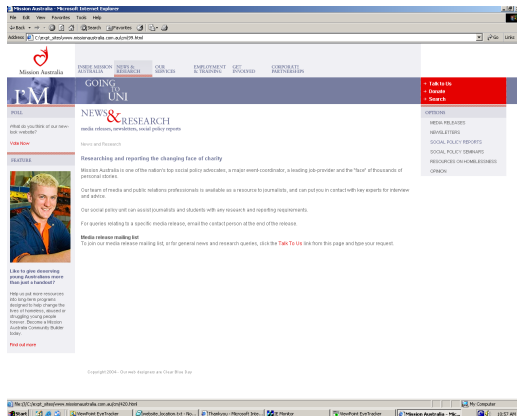 Mission Australia - Microsoft Internet Explorer
File Edit View Favorites Tools Help
Back Search Favorites
Address C:\expt_sites\www.missionaustralia.com.au\cn\99.html Go Links
Mission Australia
INSIDE MISSION AUSTRALIA
NEWS & RESEARCH
OUR SERVICES
EMPLOYMENT & TRAINING
GET INVOLVED
CORPORATE PARTNERSHIPS
GOING TO UNI
Talk to Us
Donate
Search
POLL
What do you think of our new-look website?
Vote Now
FEATURE
Like to give deserving young Australians more than just a handout?
Help us put more resources into long term programs designed to help change the lives of homeless, abused or struggling young people forever. Become a Mission Australia Community Builder today.
Find out more
NEWS & RESEARCH
media releases, newsletters, social policy reports
News and Research
Researching and reporting the changing face of charity
Mission Australia is one of the nation's top social policy advocates, a major event-coordinator, a leading job-provider and the "face" of thousands of personal stories.
Our team of media and public relations professionals is available as a resource to journalists, and can put you in contact with key experts for interview and advice.
Our social policy unit can assist journalists and students with any research and reporting requirements.
For queries relating to a specific media release, email the contact person at the end of the release.
Media release mailing list
To join our media release mailing list, or for general news and research queries, click the Talk To Us link from this page and type your request.
OPTIONS
MEDIA RELEASES
NEWSLETTERS
SOCIAL POLICY REPORTS
SOCIAL POLICY SEMINARS
RESOURCES ON HOMELESSNESS
OPINION
Copyright 2004
My Computer
Start ViewPoint EyeTracker website_location.txt - No... Thankyou - Microsoft Inte... E Monitor ViewPoint EyeTracker Mission Australia - Mic... 10:57 AM